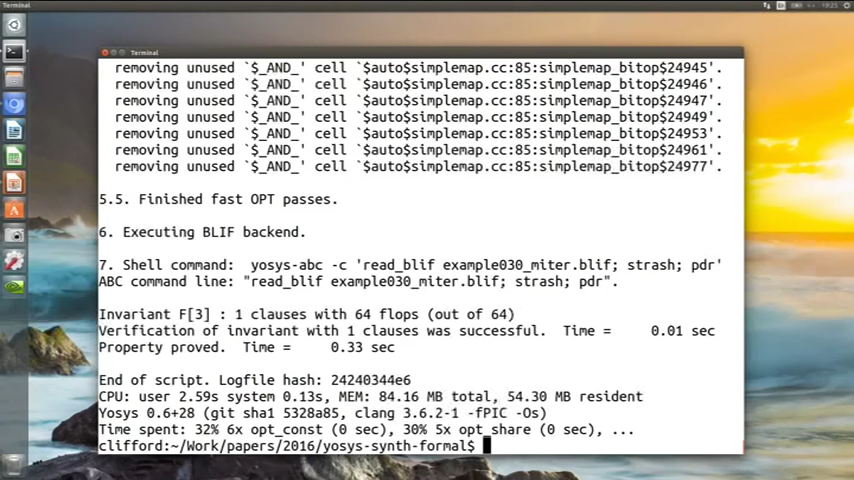 Terminal
Terminal
removing unused `$_AND_' cell `$auto$simplemap.cc:85:simplemap_bitop$24945'.
removing unused `$_AND_' cell `$auto$simplemap.cc:85:simplemap_bitop$24946'.
removing unused `$_AND_' cell `$auto$simplemap.cc:85:simplemap_bitop$24947'.
removing unused `$_AND_' cell `$auto$simplemap.cc:85:simplemap_bitop$24949'.
removing unused `$_AND_' cell `$auto$simplemap.cc:85:simplemap_bitop$24953'.
removing unused `$_AND_' cell `$auto$simplemap.cc:85:simplemap_bitop$24961'.
removing unused `$_AND_' cell `$auto$simplemap.cc:85:simplemap_bitop$24977'.
5.5. Finished fast OPT passes.
6. Executing BLIF backend.
7. Shell command:  yosys-abc -c 'read_blif example030_miter.blif; strash; pdr'
ABC command line: "read_blif example030_miter.blif; strash; pdr".
Invariant F[3] : 1 clauses with 64 flops (out of 64)
Verification of invariant with 1 clauses was successful.  Time =     0.01 sec
Property proved.  Time =     0.33 sec
End of script. Logfile hash: 24240344e6
CPU: user 2.59s system 0.13s, MEM: 84.16 MB total, 54.30 MB resident
Yosys 0.6+28 (git sha1 5328a85, clang 3.6.2-1 -fPIC -Os)
Time spent: 32% 6x opt_const (0 sec), 30% 5x opt_share (0 sec), ...
clifford:~/Work/papers/2016/yosys-synth-formal$